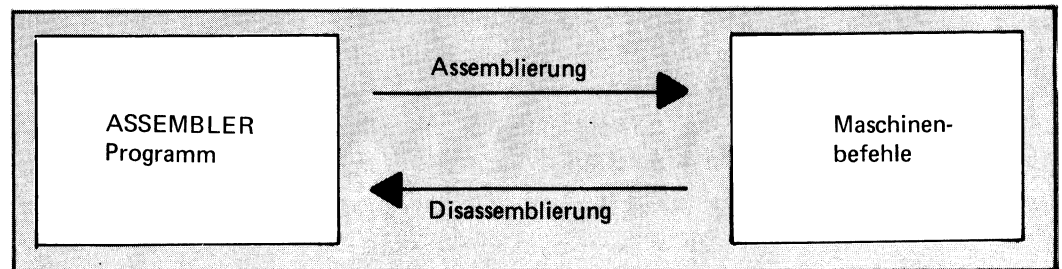 Assemblierung
ASSEMBLER
Programm
Maschinen-
befehle
Disassemblierung